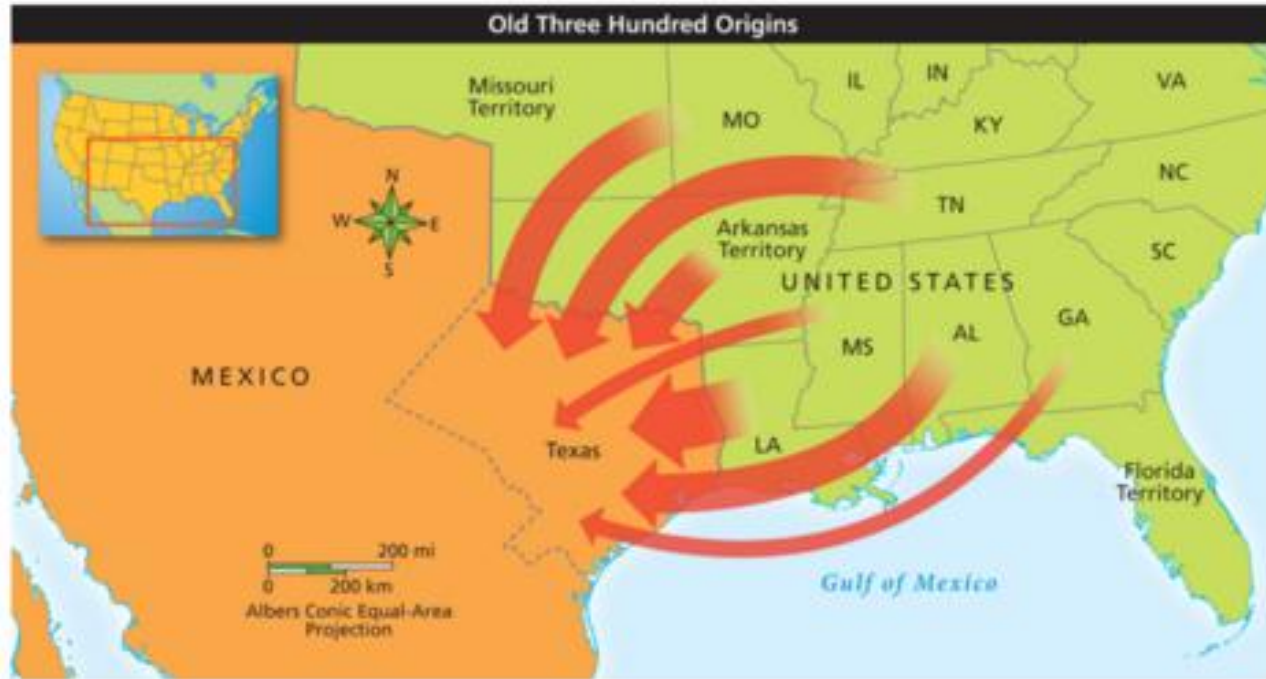 Old Three Hundred Origins
Missouri
Territory
IL
IN
VA
MO
KY
N
W
E
S
NC
TN
Arkansas
Territory
SC
UNITED STATES
GA
AL
MS
MEXICO
Texas
LA
Florida
Territory
0
200 mi
0
200 km
Albers Conic Equal-Area
Projection
Gulf of Mexico